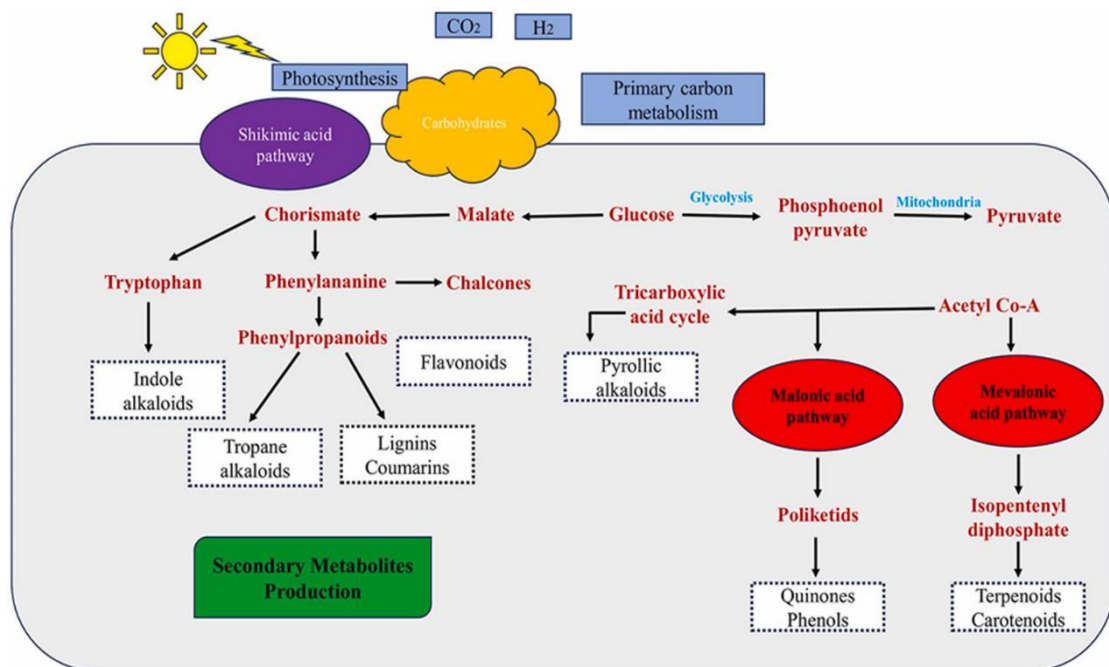 CO₂
H₂
Photosynthesis
Carbohydrates
Primary carbon
metabolism
Shikimic acid
pathway
Chorismate
Malate
Glucose
Glycolysis
Phosphoenol
pyruvate
Mitochondria
Pyruvate
Tryptophan
Phenylananine
Chalcones
Tricarboxylic
acid cycle
Acetyl Co-A
Phenylpropanoids
Flavonoids
Pyrollic
alkaloids
Indole
alkaloids
Malonic acid
pathway
Mevalonic
acid pathway
Tropane
alkaloids
Lignins
Coumarins
Poliketids
Isopentenyl
diphosphate
Secondary Metabolites
Production
Quinones
Phenols
Terpenoids
Carotenoids